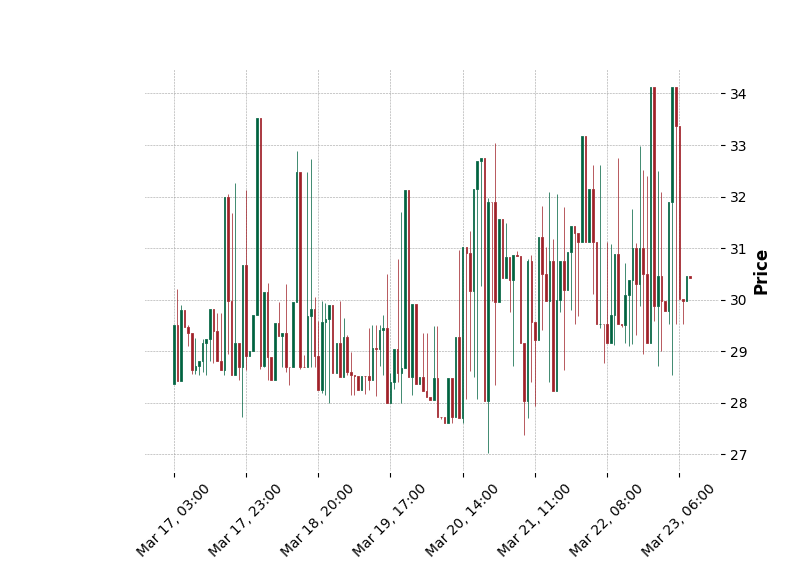 34
33
32
31
30
29
28
27
Price
Mar 17, 03:00
Mar 17, 23:00
Mar 18, 20:00
Mar 19, 17:00
Mar 20, 14:00
Mar 21, 11:00
Mar 22, 08:00
Mar 23, 06:00